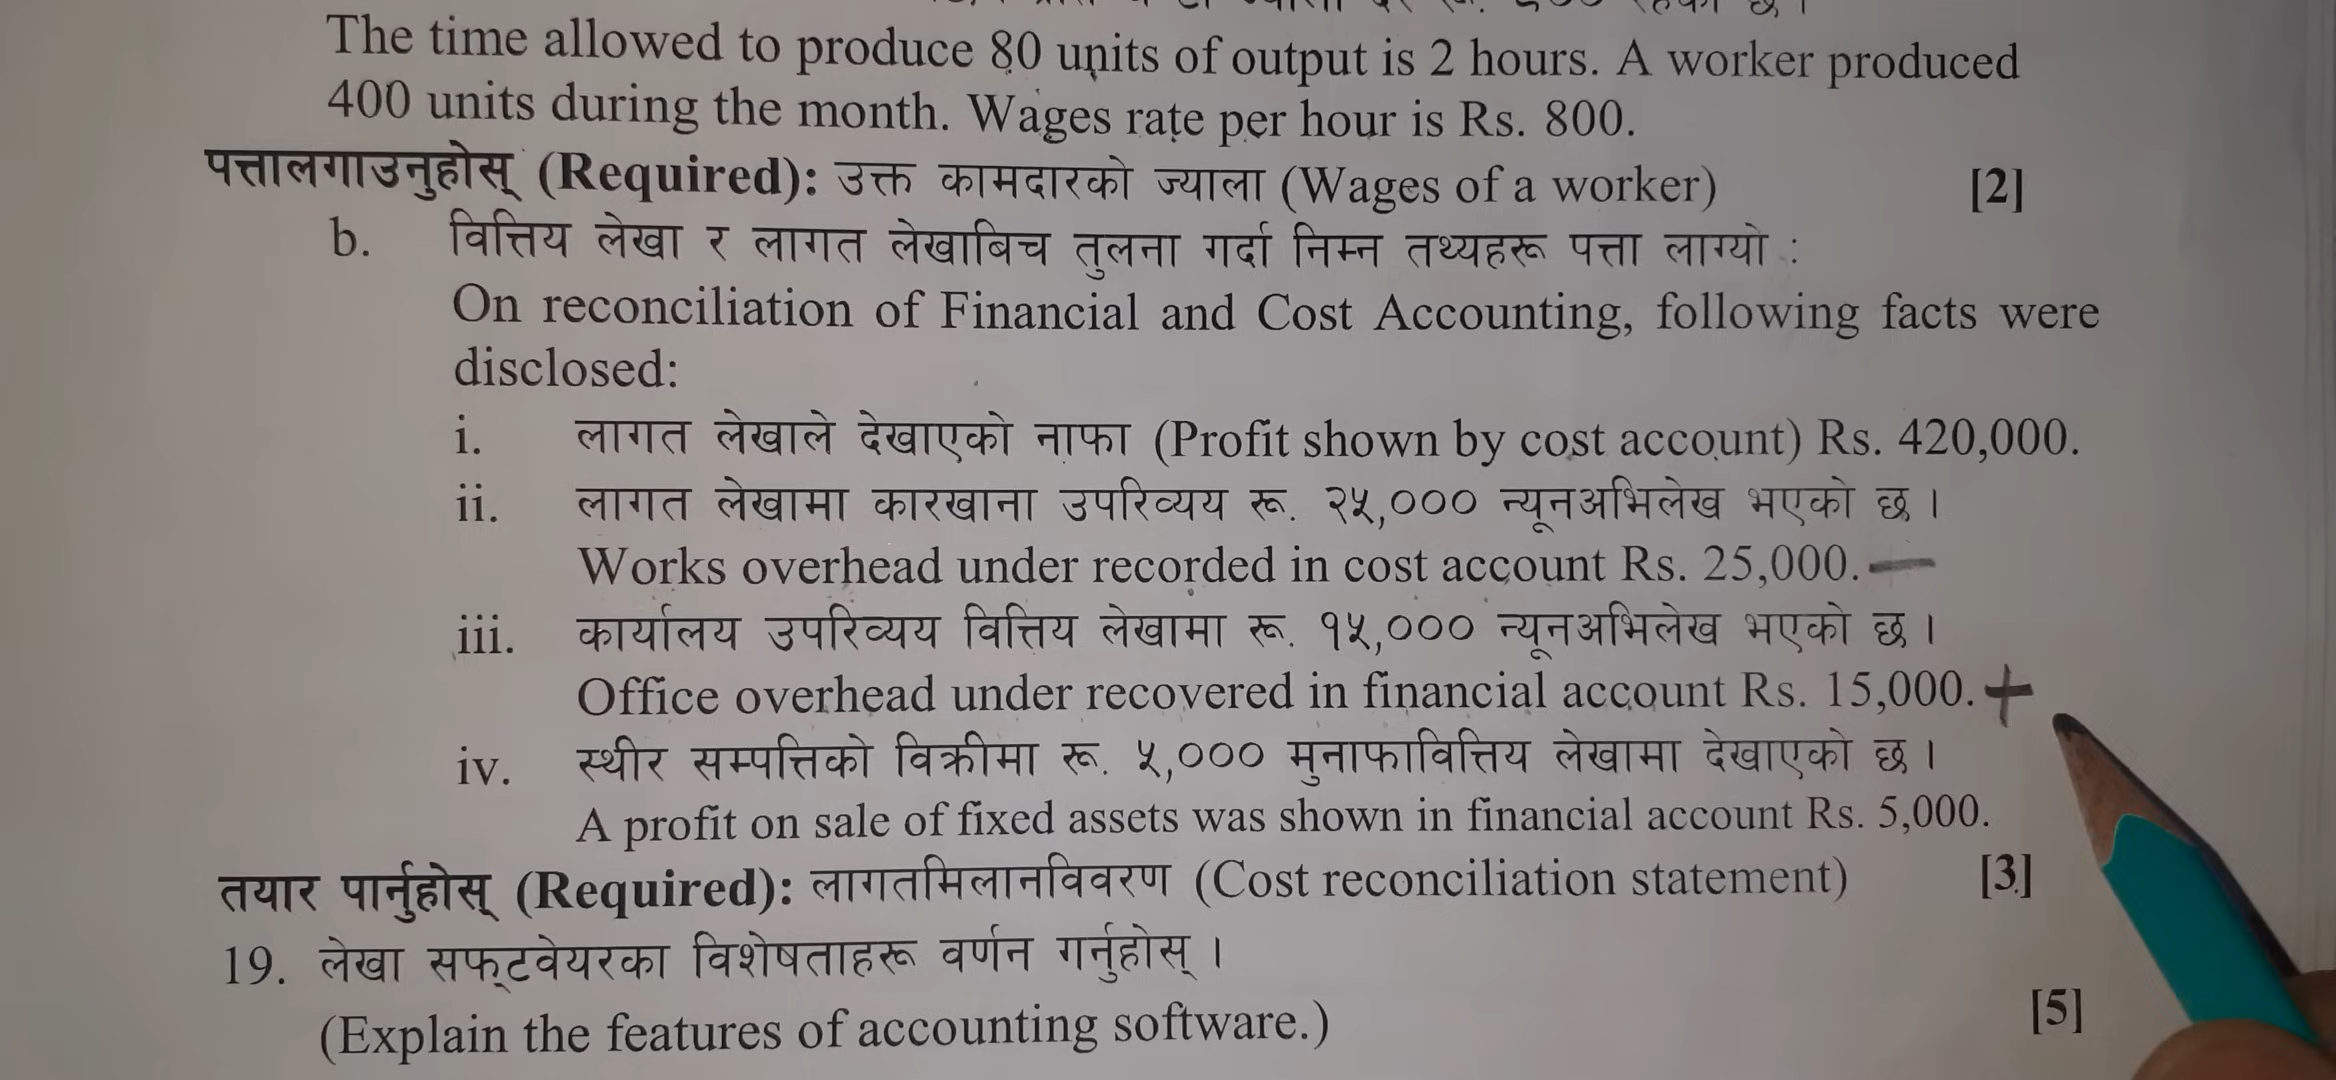 The time allowed to produce 80 units of output is 2 hours. A worker produced
400 units during the month. Wages rate per hour is Rs. 800.
पत्तालगाउनुहोस् (Required): उक्त कामदारको ज्याला (Wages of a worker) [2]
b. वित्तिय लेखा र लागत लेखाबिच तुलना गर्दा निम्न तथ्यहरू पत्ता लाग्यो :
On reconciliation of Financial and Cost Accounting, following facts were
disclosed:
i. लागत लेखाले देखाएको नाफा (Profit shown by cost account) Rs. 420,000.
ii. लागत लेखामा कारखाना उपरिव्यय रू. २५,००० न्यूनअभिलेख भएको छ ।
Works overhead under recorded in cost account Rs. 25,000. —
iii. कार्यालय उपरिव्यय वित्तिय लेखामा रू. १५,००० न्यूनअभिलेख भएको छ ।
Office overhead under recovered in financial account Rs. 15,000. +
iv. स्थीर सम्पत्तिको विक्रीमा रू. ५,००० मुनाफावित्तिय लेखामा देखाएको छ ।
A profit on sale of fixed assets was shown in financial account Rs. 5,000.
तयार पार्नुहोस् (Required): लागतमिलानविवरण (Cost reconciliation statement) [3]
19. लेखा सफ्टवेयरका विशेषताहरू वर्णन गर्नुहोस् ।
(Explain the features of accounting software.) [5]